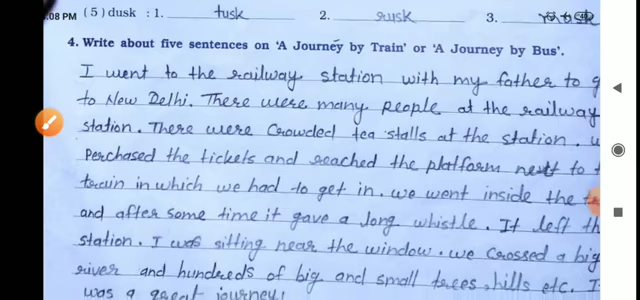 :08 PM (5) dusk : 1. tusk 2. rusk 3.
4. Write about five sentences on 'A Journey by Train' or 'A Journey by Bus'.
I went to the railway station with my father to g
to New Delhi. There were many people at the railway
station. There were Crowded tea stalls at the station.
Perchased the tickets and reached the platform next to t
train in which we had to get in. we went inside the
and after some time it gave a long whistle. It left th
station. I was sitting near the window. we crossed a big
river and hundreds of big and small trees, hills etc. I
was a great journey!